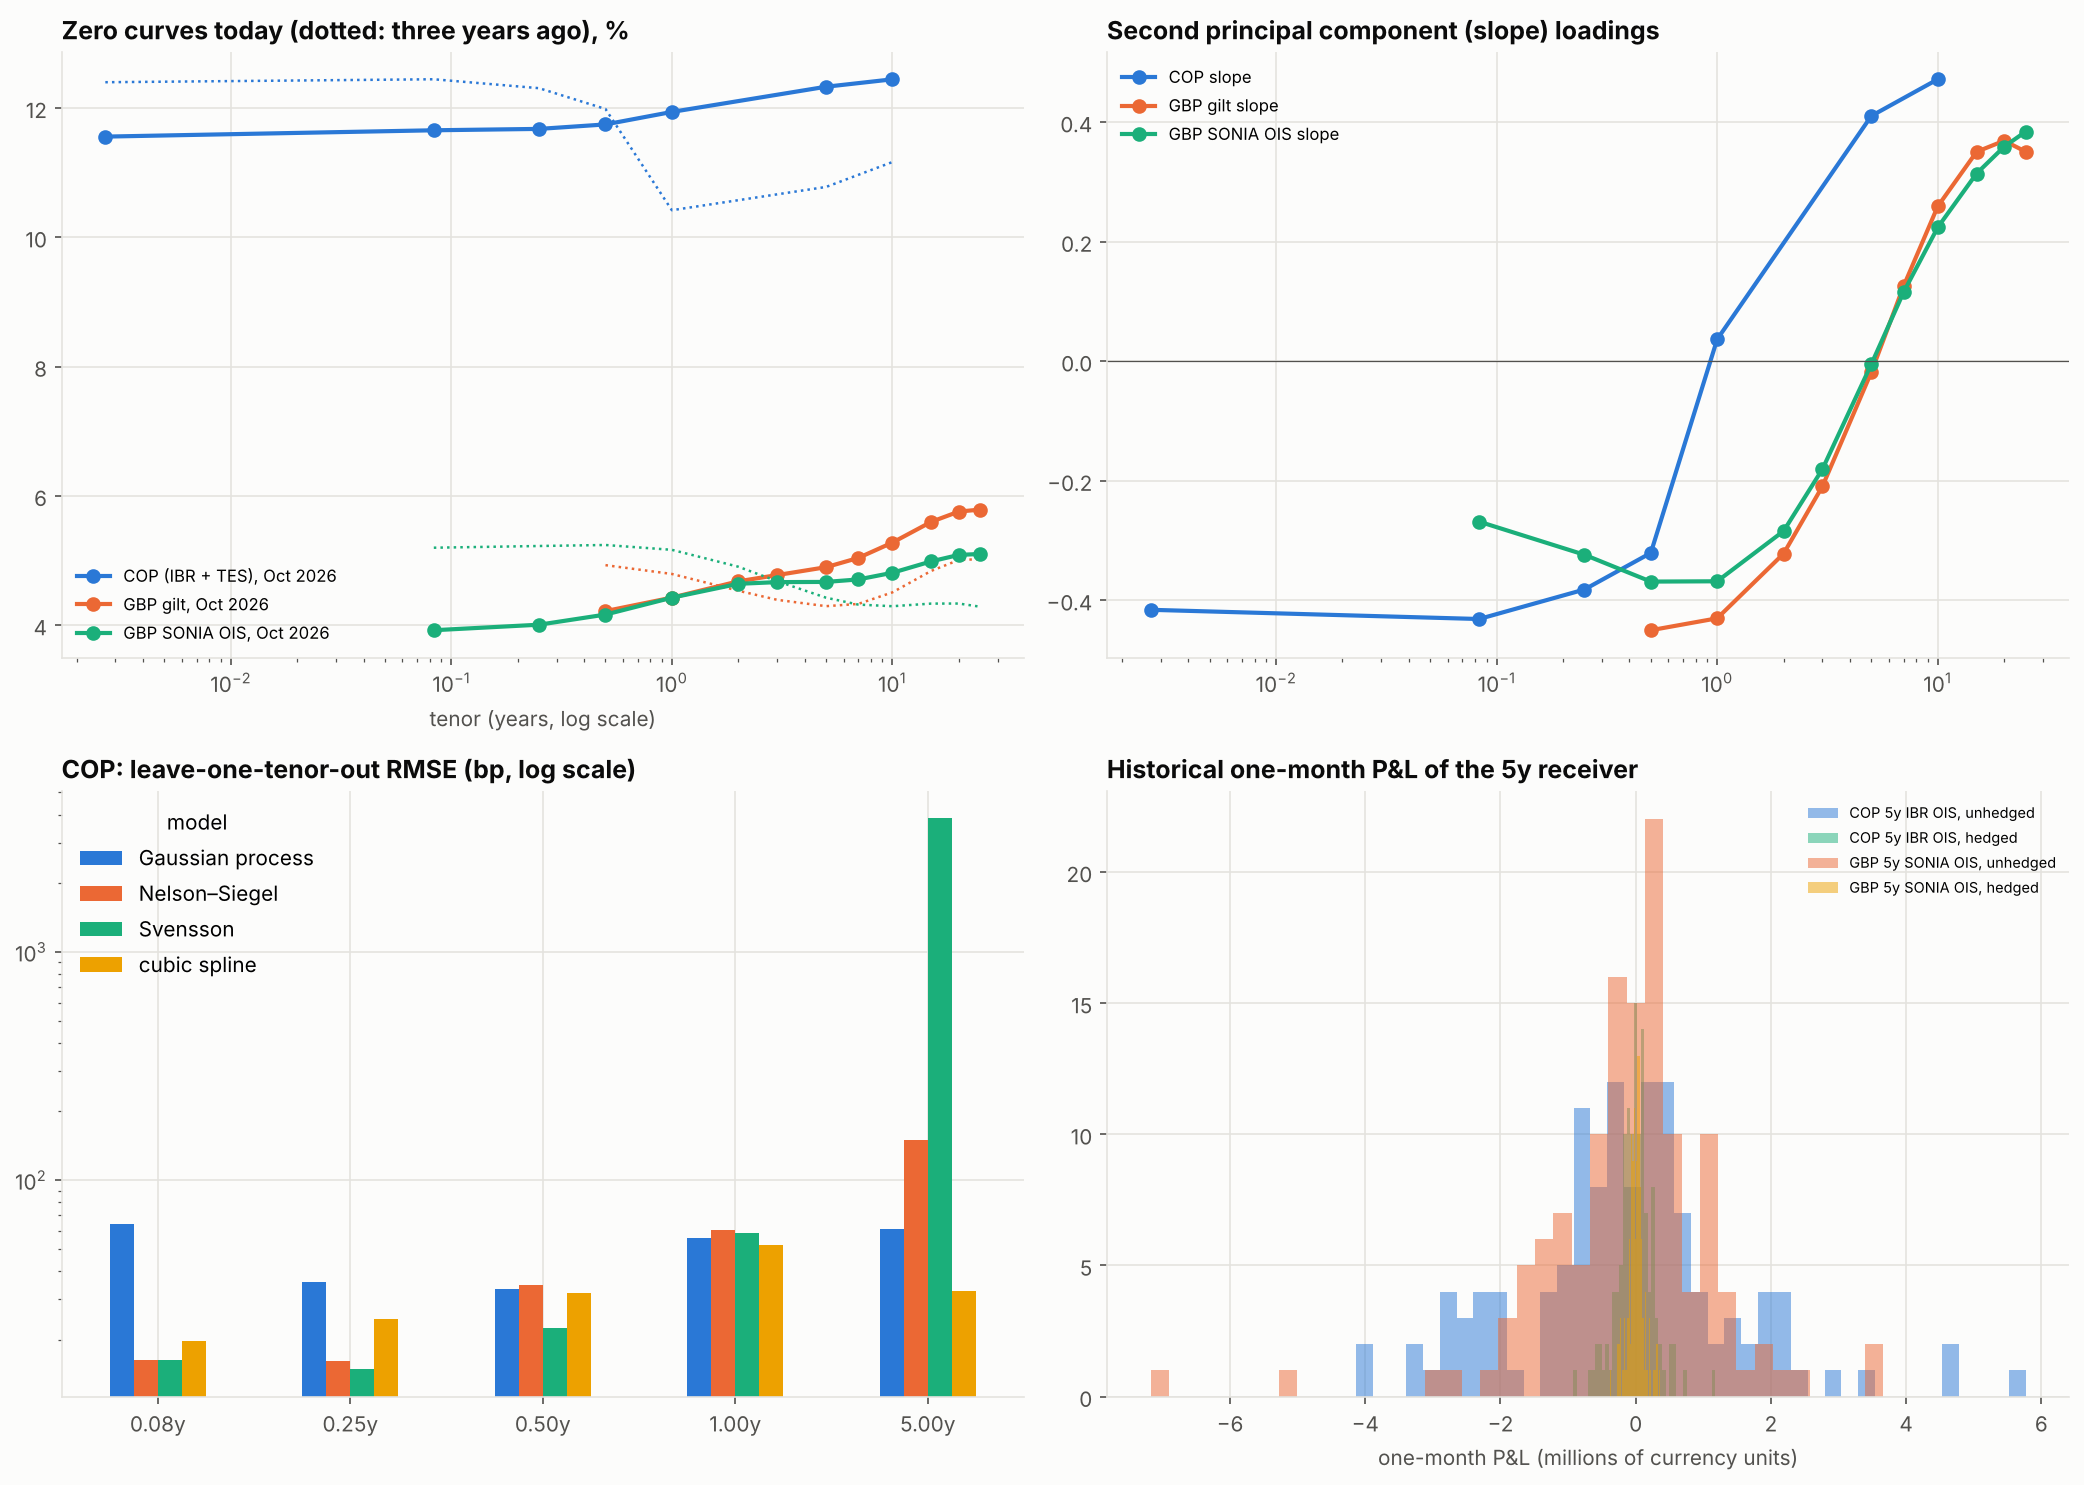 Zero curves today (dotted: three years ago), %
12
10
8
6
4
COP (IBR + TES), Oct 2026
GBP gilt, Oct 2026
GBP SONIA OIS, Oct 2026
10⁻²
10⁻¹
10⁰
10¹
tenor (years, log scale)
Second principal component (slope) loadings
COP slope
GBP gilt slope
GBP SONIA OIS slope
0.4
0.2
0.0
−0.2
−0.4
10⁻²
10⁻¹
10⁰
10¹
COP: leave-one-tenor-out RMSE (bp, log scale)
model
Gaussian process
Nelson–Siegel
Svensson
cubic spline
10³
10²
0.08y
0.25y
0.50y
1.00y
5.00y
Historical one-month P&L of the 5y receiver
COP 5y IBR OIS, unhedged
COP 5y IBR OIS, hedged
GBP 5y SONIA OIS, unhedged
GBP 5y SONIA OIS, hedged
20
15
10
5
0
−6
−4
−2
0
2
4
6
one-month P&L (millions of currency units)